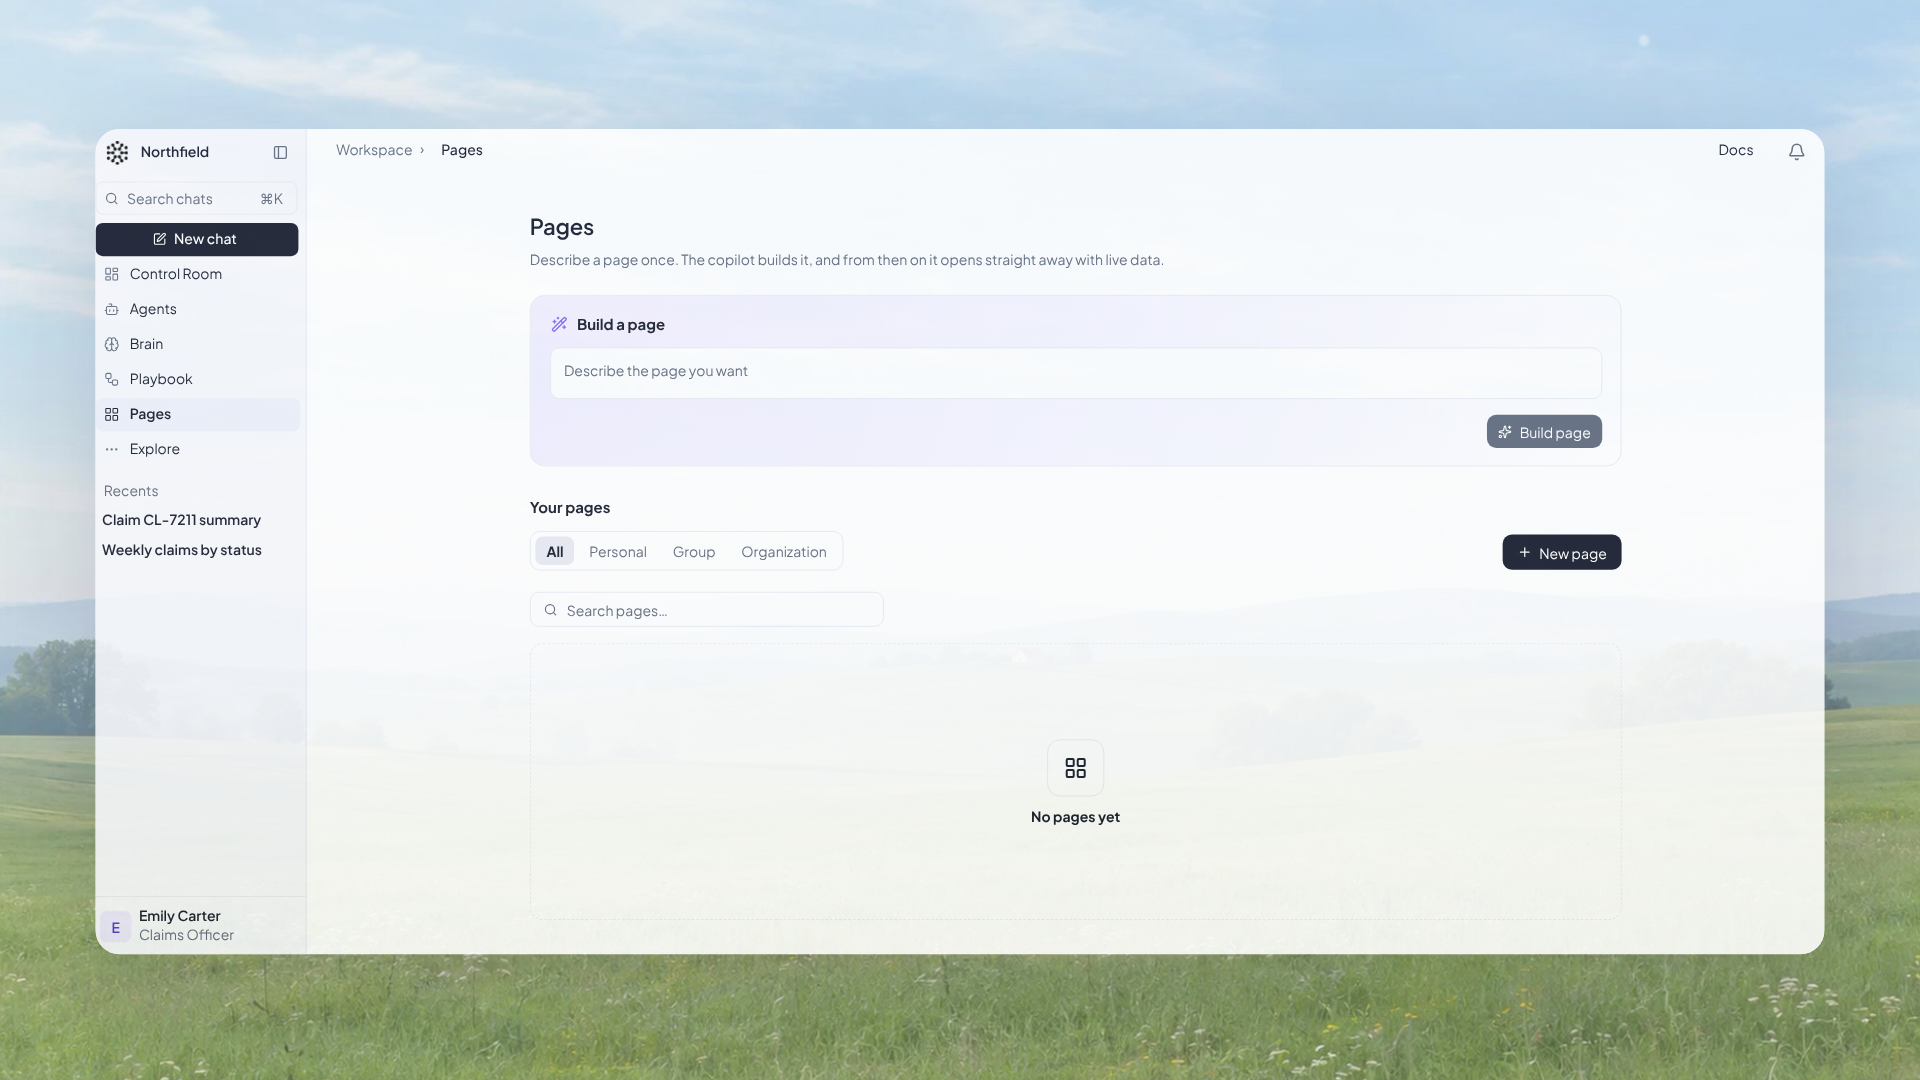 Northfield
Search chats ⌘K
New chat
Control Room
Agents
Brain
Playbook
Pages
Explore
Recents
Claim CL-7211 summary
Weekly claims by status
E
Emily Carter
Claims Officer
Workspace › Pages
Docs
Pages
Describe a page once. The copilot builds it, and from then on it opens straight away with live data.
Build a page
Describe the page you want
Build page
Your pages
All Personal Group Organization
New page
Search pages...
No pages yet